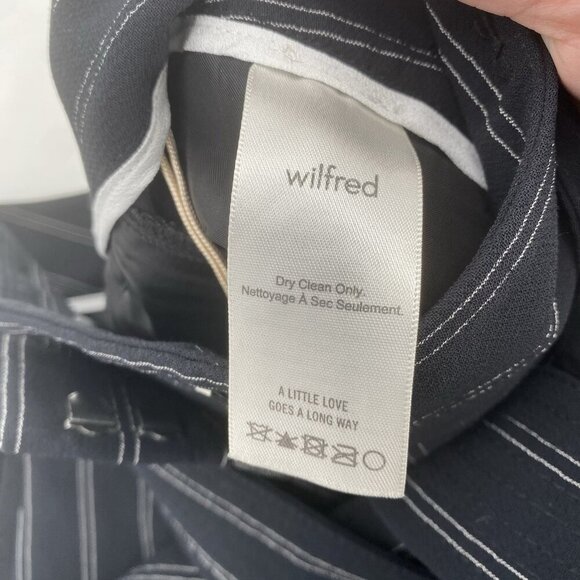 wilfred
Dry Clean Only.
Nettoyage À Sec Seulement.
A LITTLE LOVE
GOES A LONG WAY